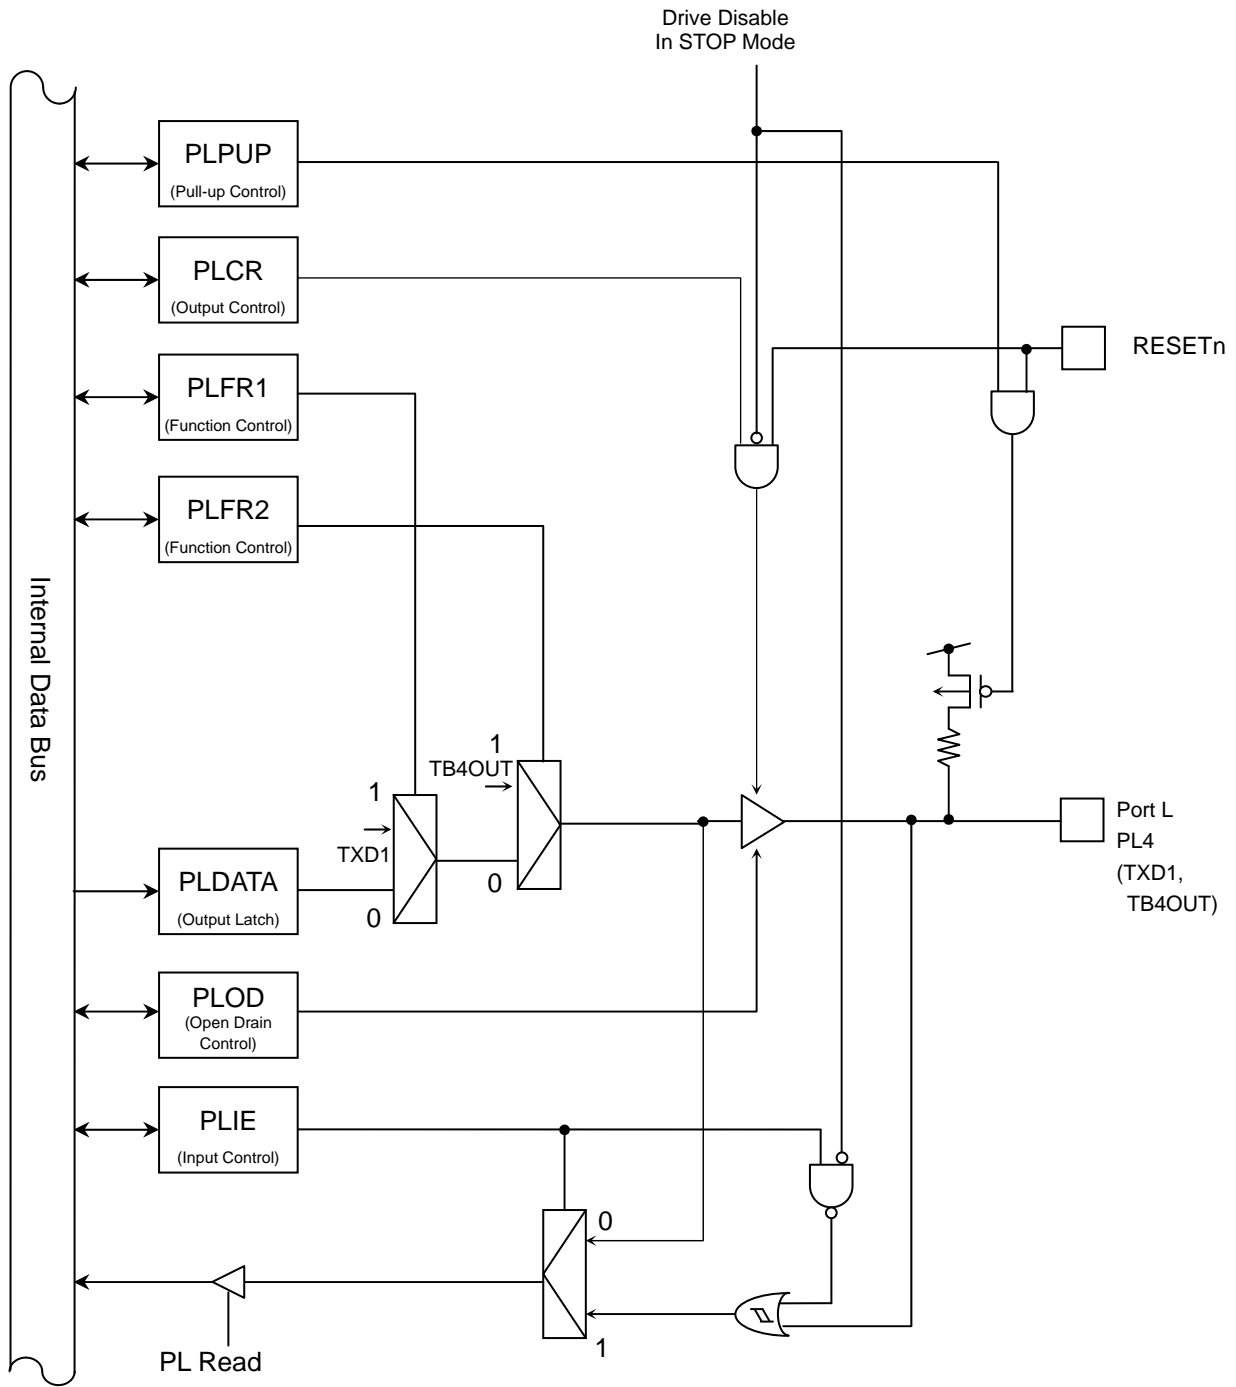 Drive Disable
In STOP Mode
PLPUP
(Pull-up Control)
PLCR
(Output Control)
RESETn
PLFR1
(Function Control)
PLFR2
(Function Control)
Internal Data Bus
1
TB4OUT
1
TXD1
0
0
Port L
PL4
(TXD1,
TB4OUT)
PLDATA
(Output Latch)
PLOD
(Open Drain
Control)
PLIE
(Input Control)
0
1
PL Read